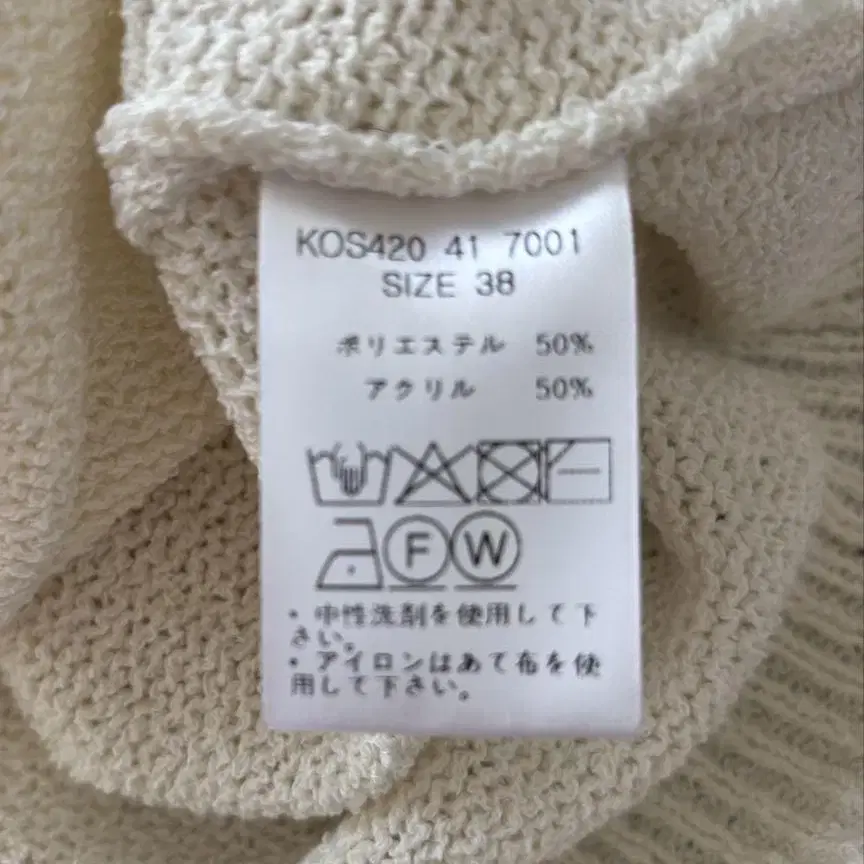 KOS420 41 7001
SIZE 38
ポリエステル 50%
アクリル 50%
F W
・中性洗剤を使用して下
さい。
・アイロンはあて布を使
用して下さい。